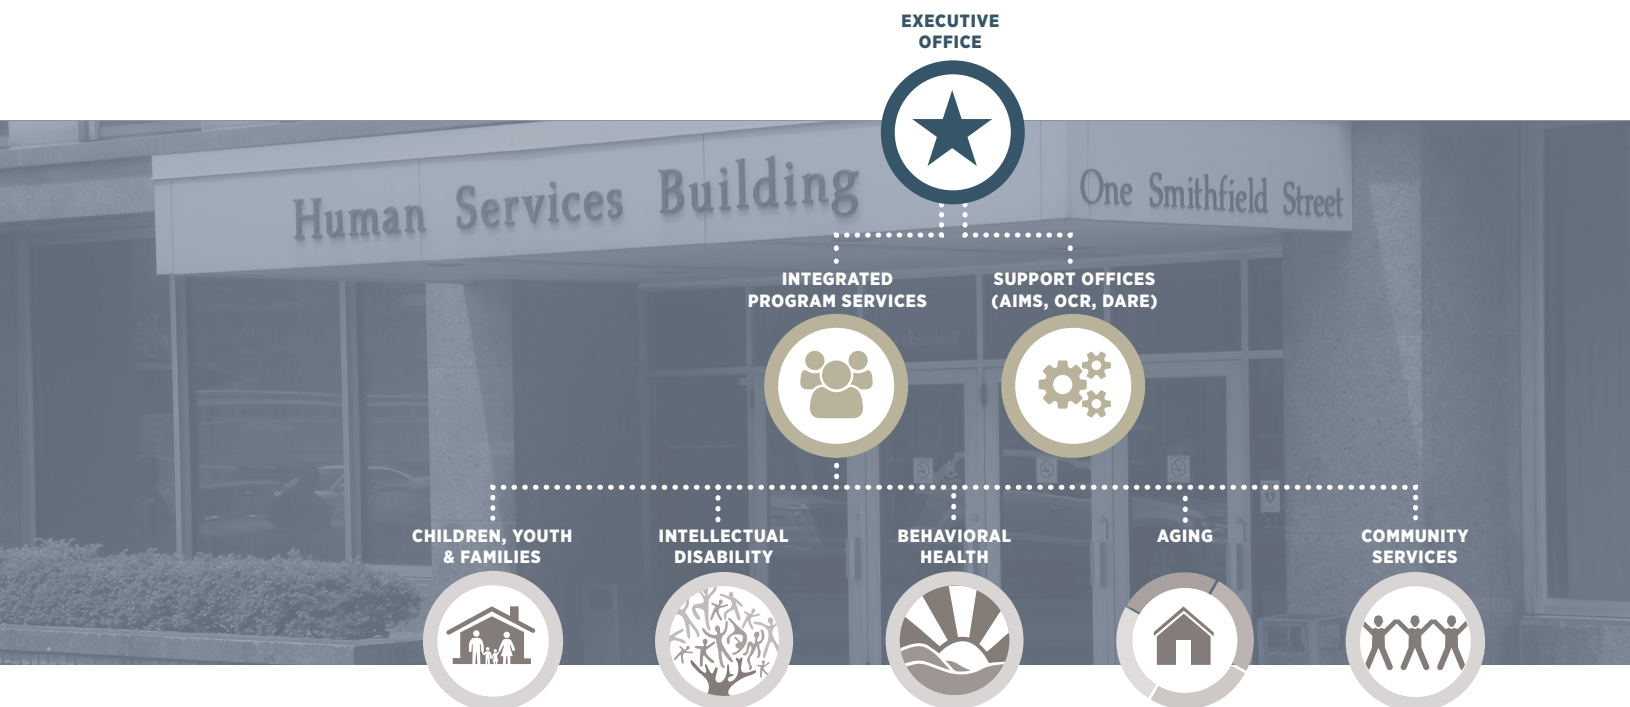 EXECUTIVE
OFFICE
Human Services Building
One Smithfield Street
INTEGRATED
PROGRAM SERVICES
SUPPORT OFFICES
(AIMS, OCR, DARE)
CHILDREN, YOUTH
& FAMILIES
INTELLECTUAL
DISABILITY
BEHAVIORAL
HEALTH
AGING
COMMUNITY
SERVICES